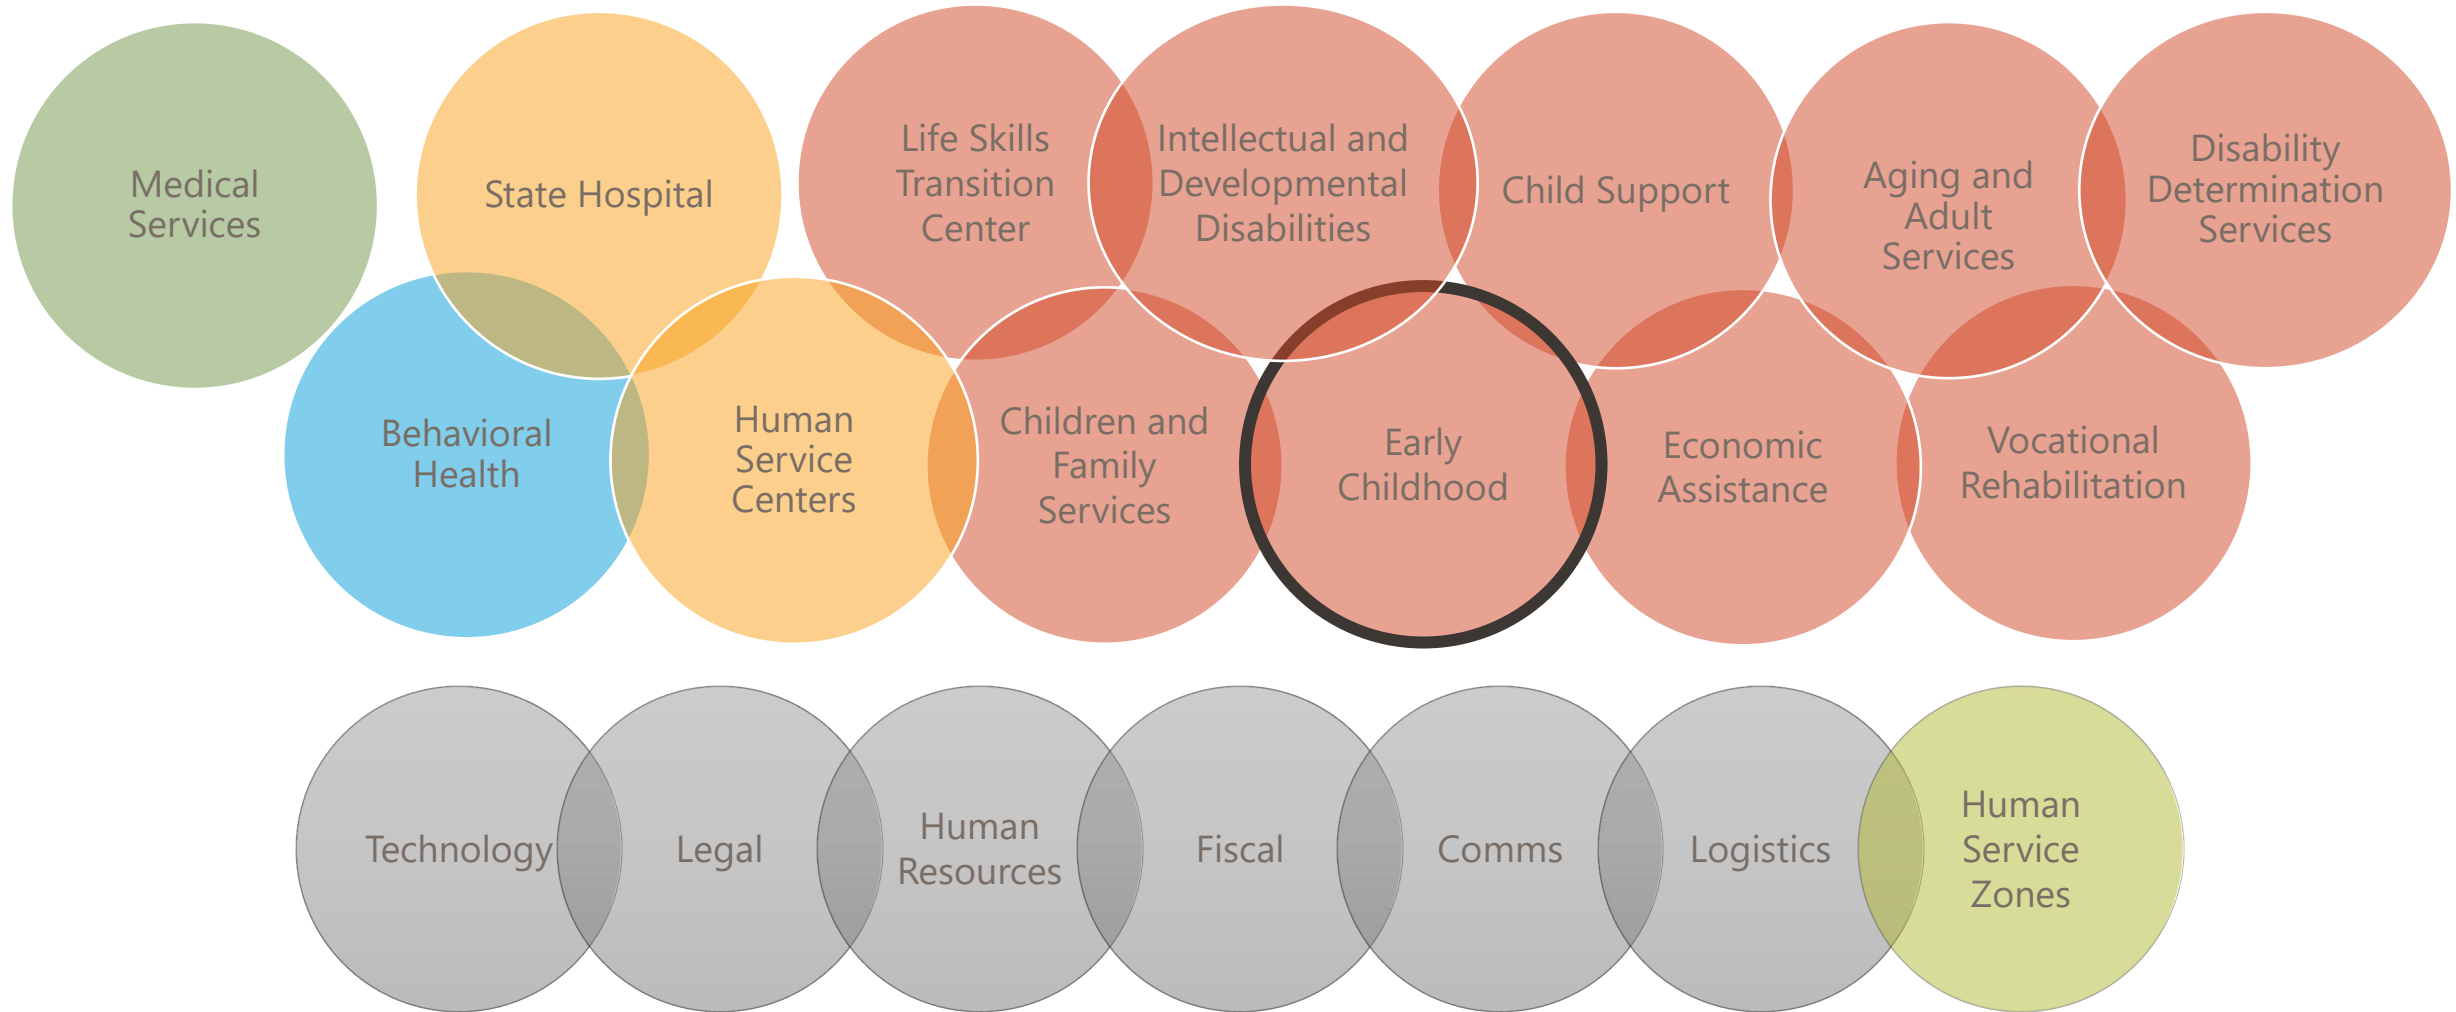 Medical
Services
State Hospital
Life Skills
Transition
Center
Intellectual and
Developmental
Disabilities
Child Support
Aging and
Adult
Services
Disability
Determination
Services
Behavioral
Health
Human
Service
Centers
Children and
Family
Services
Early
Childhood
Economic
Assistance
Vocational
Rehabilitation
Technology
Legal
Human
Resources
Fiscal
Comms
Logistics
Human
Service
Zones